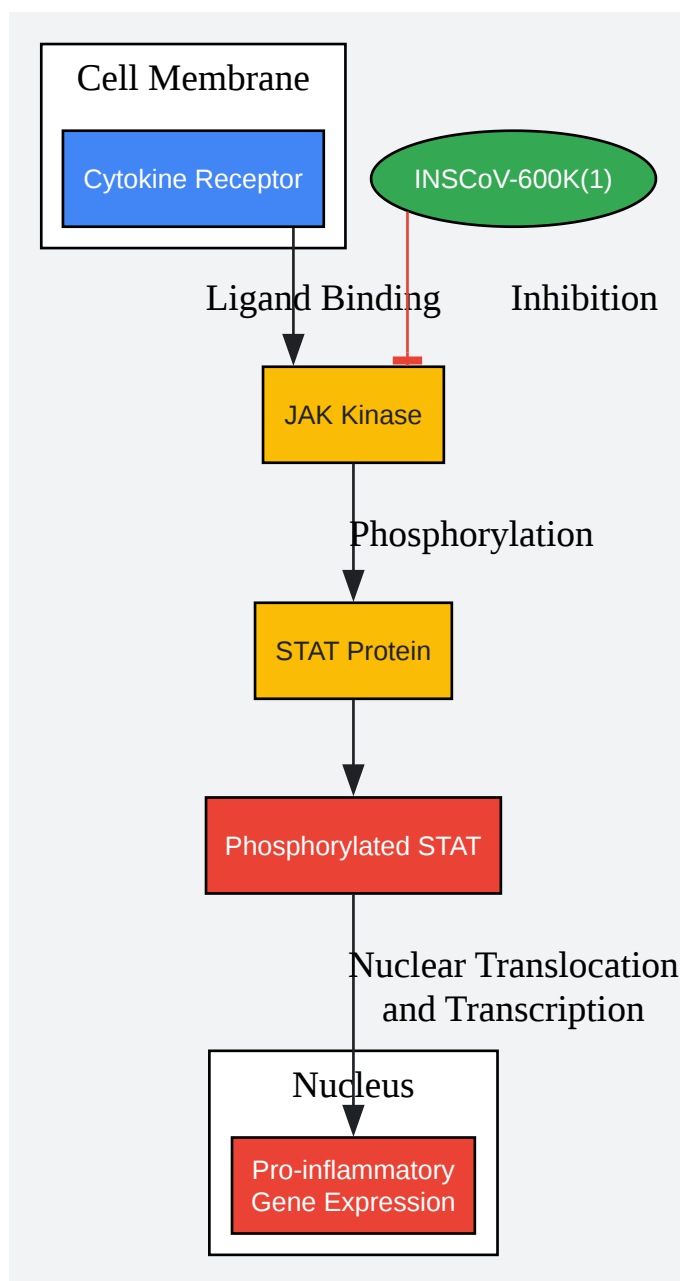 Cell Membrane
Cytokine Receptor
INSCoV-600K(1)
Ligand Binding
Inhibition
JAK Kinase
Phosphorylation
STAT Protein
Phosphorylated STAT
Nuclear Translocation
and Transcription
Nucleus
Pro-inflammatory
Gene Expression